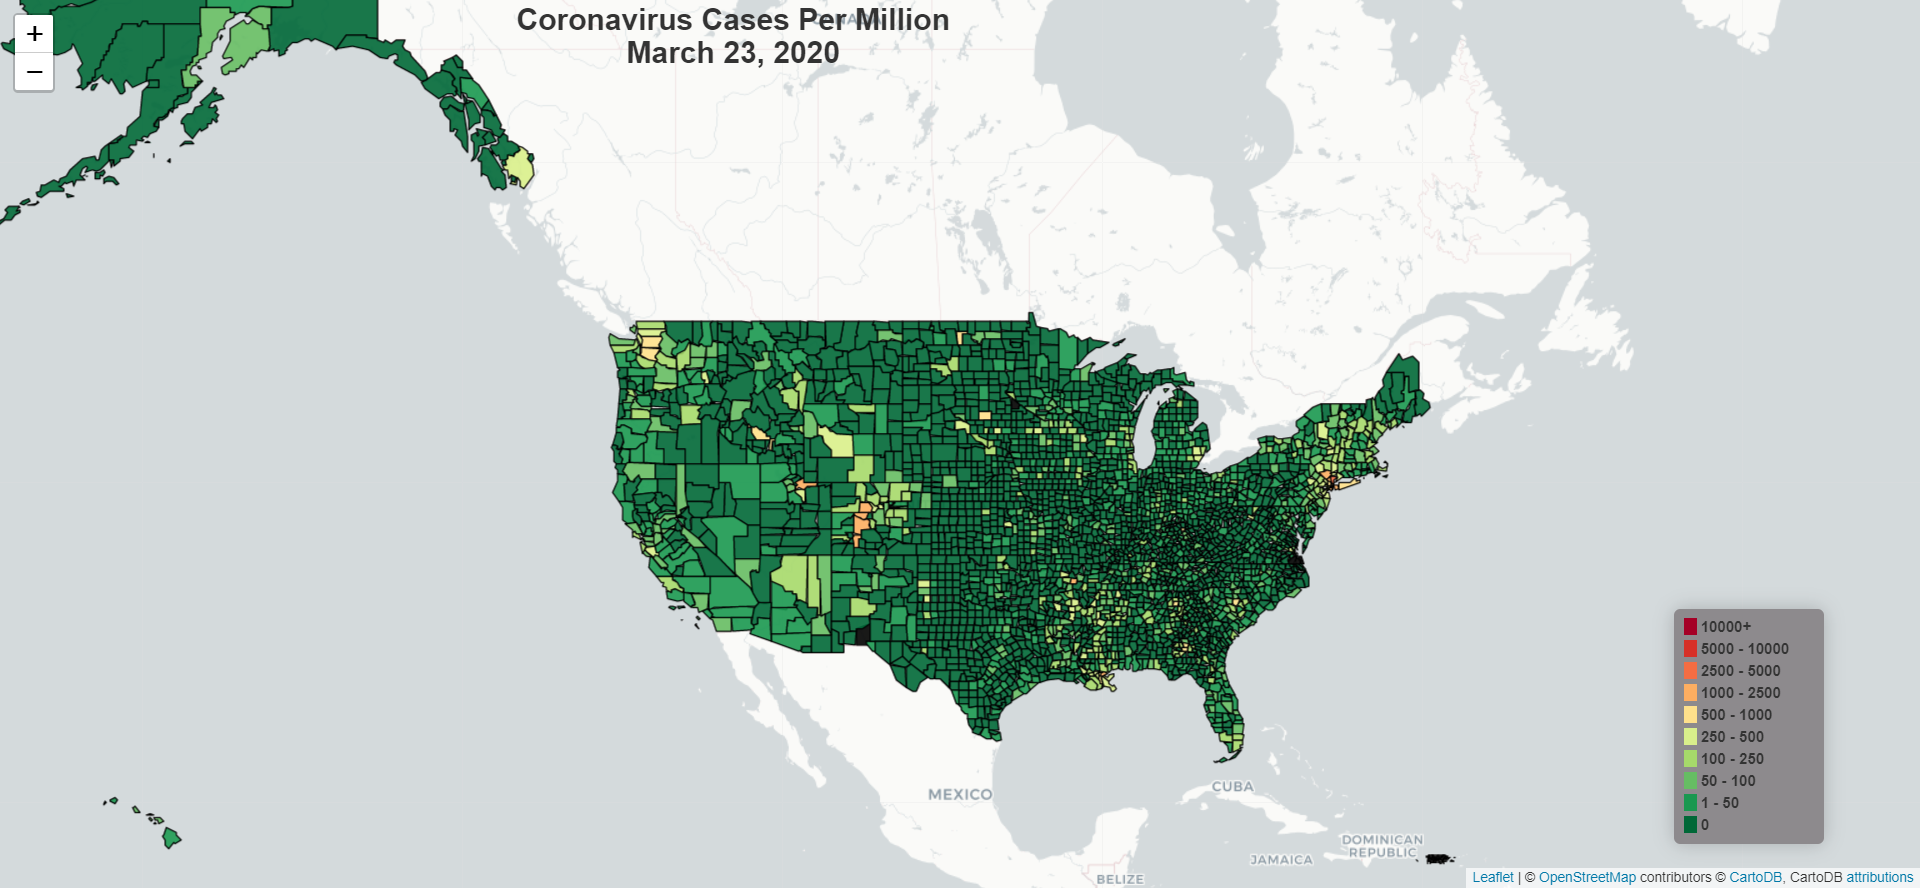 +
−
Coronavirus Cases Per Million
March 23, 2020
CANADA
10000+
5000 - 10000
2500 - 5000
1000 - 2500
500 - 1000
250 - 500
100 - 250
50 - 100
1 - 50
0
MEXICO
CUBA
DOMINICAN
REPUBLIC
JAMAICA
BELIZE
Leaflet | © OpenStreetMap contributors © CartoDB, CartoDB attributions